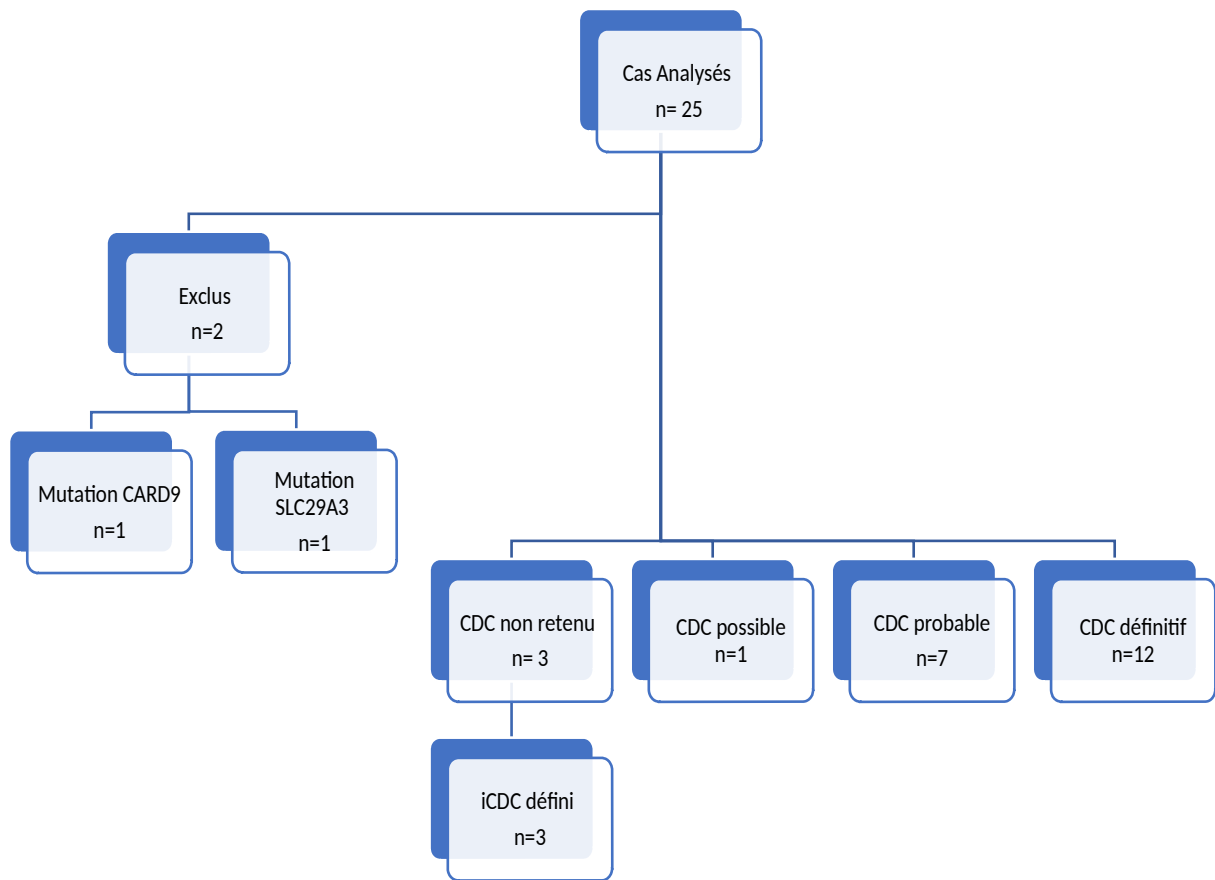 Cas Analysés
n= 25
Exclus
n=2
Mutation CARD9
n=1
Mutation
SLC29A3
n=1
CDC non retenu
n= 3
CDC possible
n=1
CDC probable
n=7
CDC définitif
n=12
iCDC défini
n=3